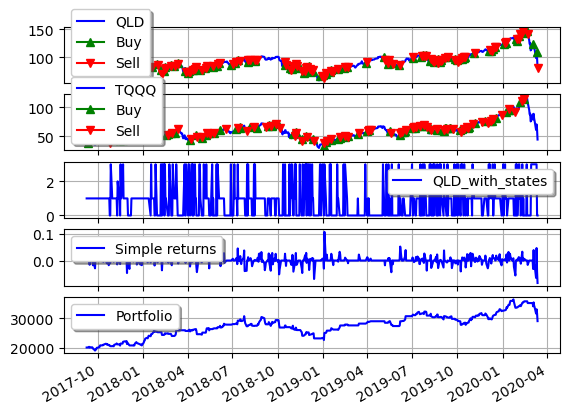 150
QLD
Buy
100
Sell
TQQQ
100
Buy
Sell
50
2
QLD_with_states
0
0.1
Simple returns
0.0
Portfolio
30000
20000
2017-10
2018-01
2018-04
2018-07
2018-10
2019-01
2019-04
2019-07
2019-10
2020-01
2020-04